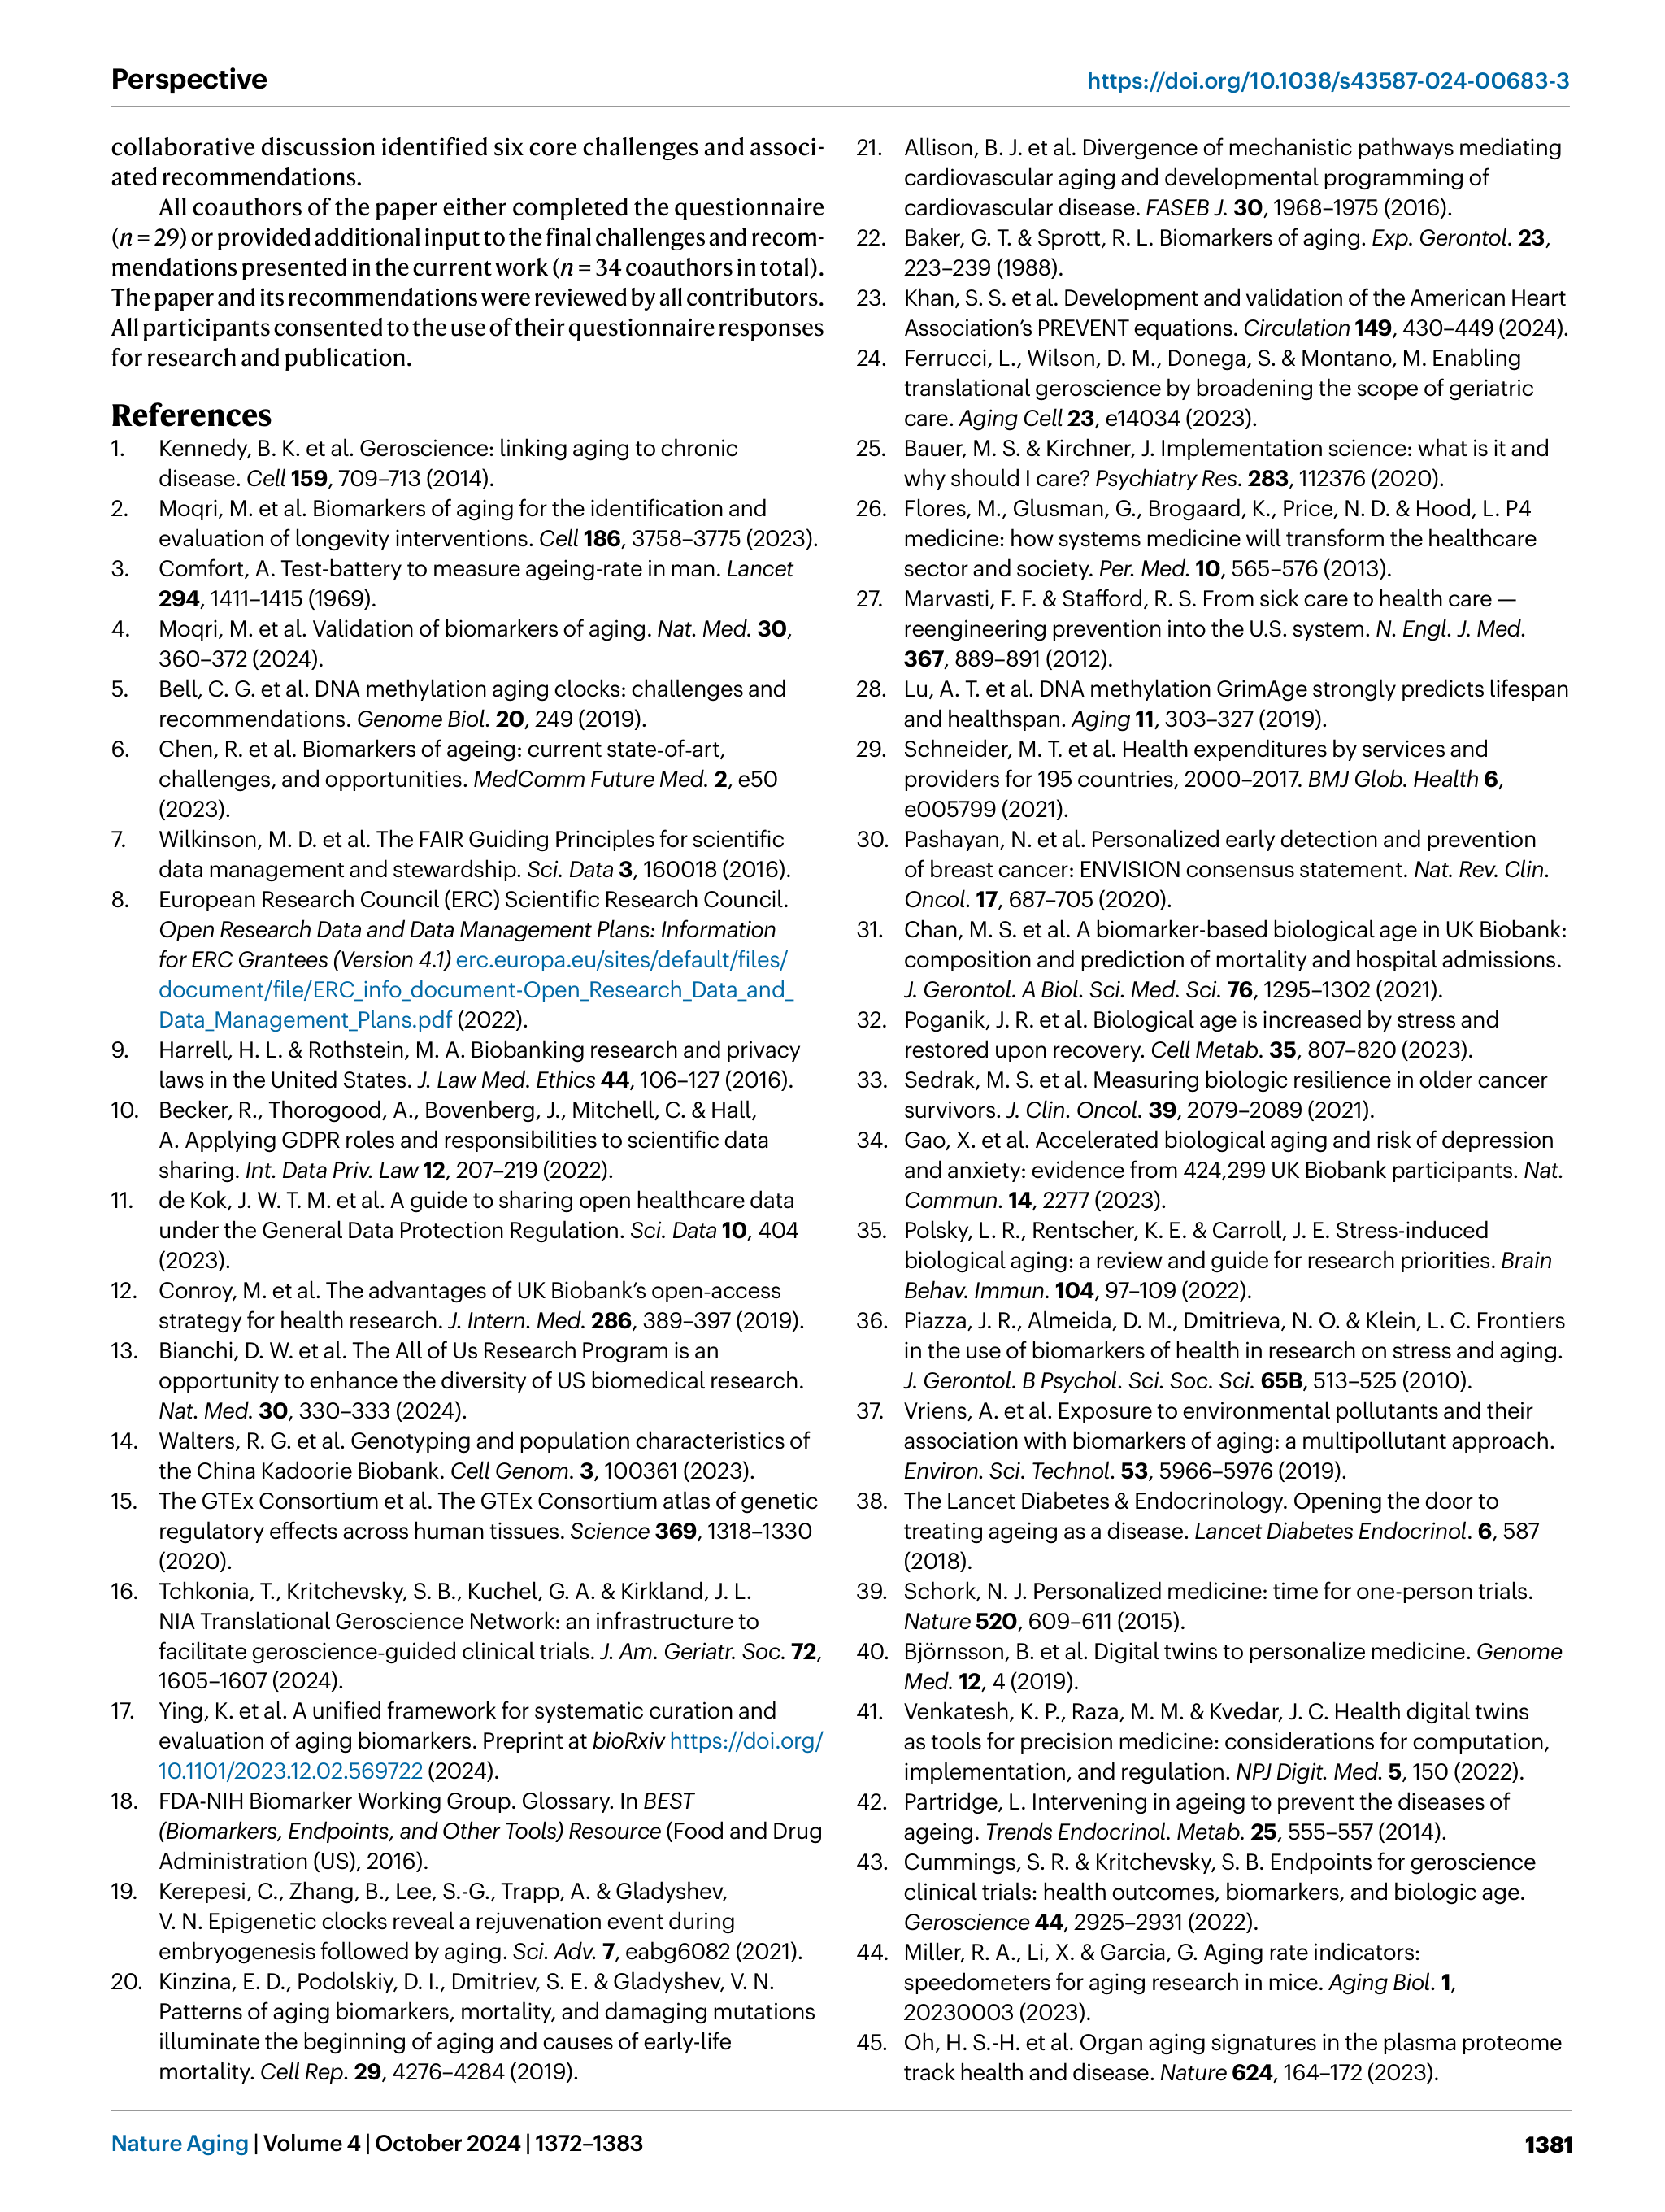 Perspective
https://doi.org/10.1038/s43587-024-00683-3
collaborative discussion identified six core challenges and associ-
ated recommendations.
All coauthors of the paper either completed the questionnaire
(n = 29) or provided additional input to the final challenges and recom-
mendations presented in the current work (n = 34 coauthors in total).
The paper and its recommendations were reviewed by all contributors.
All participants consented to the use of their questionnaire responses
for research and publication.
References
1. Kennedy, B. K. et al. Geroscience: linking aging to chronic
disease. Cell 159, 709–713 (2014).
2. Moqri, M. et al. Biomarkers of aging for the identification and
evaluation of longevity interventions. Cell 186, 3758–3775 (2023).
3. Comfort, A. Test-battery to measure ageing-rate in man. Lancet
294, 1411–1415 (1969).
4. Moqri, M. et al. Validation of biomarkers of aging. Nat. Med. 30,
360–372 (2024).
5. Bell, C. G. et al. DNA methylation aging clocks: challenges and
recommendations. Genome Biol. 20, 249 (2019).
6. Chen, R. et al. Biomarkers of ageing: current state-of-art,
challenges, and opportunities. MedComm Future Med. 2, e50
(2023).
7. Wilkinson, M. D. et al. The FAIR Guiding Principles for scientific
data management and stewardship. Sci. Data 3, 160018 (2016).
8. European Research Council (ERC) Scientific Research Council.
Open Research Data and Data Management Plans: Information
for ERC Grantees (Version 4.1) erc.europa.eu/sites/default/files/
document/file/ERC_info_document-Open_Research_Data_and_
Data_Management_Plans.pdf (2022).
9. Harrell, H. L. & Rothstein, M. A. Biobanking research and privacy
laws in the United States. J. Law Med. Ethics 44, 106–127 (2016).
10. Becker, R., Thorogood, A., Bovenberg, J., Mitchell, C. & Hall,
A. Applying GDPR roles and responsibilities to scientific data
sharing. Int. Data Priv. Law 12, 207–219 (2022).
11. de Kok, J. W. T. M. et al. A guide to sharing open healthcare data
under the General Data Protection Regulation. Sci. Data 10, 404
(2023).
12. Conroy, M. et al. The advantages of UK Biobank’s open-access
strategy for health research. J. Intern. Med. 286, 389–397 (2019).
13. Bianchi, D. W. et al. The All of Us Research Program is an
opportunity to enhance the diversity of US biomedical research.
Nat. Med. 30, 330–333 (2024).
14. Walters, R. G. et al. Genotyping and population characteristics of
the China Kadoorie Biobank. Cell Genom. 3, 100361 (2023).
15. The GTEx Consortium et al. The GTEx Consortium atlas of genetic
regulatory effects across human tissues. Science 369, 1318–1330
(2020).
16. Tchkonia, T., Kritchevsky, S. B., Kuchel, G. A. & Kirkland, J. L.
NIA Translational Geroscience Network: an infrastructure to
facilitate geroscience-guided clinical trials. J. Am. Geriatr. Soc. 72,
1605–1607 (2024).
17. Ying, K. et al. A unified framework for systematic curation and
evaluation of aging biomarkers. Preprint at bioRxiv https://doi.org/
10.1101/2023.12.02.569722 (2024).
18. FDA-NIH Biomarker Working Group. Glossary. In BEST
(Biomarkers, Endpoints, and Other Tools) Resource (Food and Drug
Administration (US), 2016).
19. Kerepesi, C., Zhang, B., Lee, S.-G., Trapp, A. & Gladyshev,
V. N. Epigenetic clocks reveal a rejuvenation event during
embryogenesis followed by aging. Sci. Adv. 7, eabg6082 (2021).
20. Kinzina, E. D., Podolskiy, D. I., Dmitriev, S. E. & Gladyshev, V. N.
Patterns of aging biomarkers, mortality, and damaging mutations
illuminate the beginning of aging and causes of early-life
mortality. Cell Rep. 29, 4276–4284 (2019).
21. Allison, B. J. et al. Divergence of mechanistic pathways mediating
cardiovascular aging and developmental programming of
cardiovascular disease. FASEB J. 30, 1968–1975 (2016).
22. Baker, G. T. & Sprott, R. L. Biomarkers of aging. Exp. Gerontol. 23,
223–239 (1988).
23. Khan, S. S. et al. Development and validation of the American Heart
Association’s PREVENT equations. Circulation 149, 430–449 (2024).
24. Ferrucci, L., Wilson, D. M., Donega, S. & Montano, M. Enabling
translational geroscience by broadening the scope of geriatric
care. Aging Cell 23, e14034 (2023).
25. Bauer, M. S. & Kirchner, J. Implementation science: what is it and
why should I care? Psychiatry Res. 283, 112376 (2020).
26. Flores, M., Glusman, G., Brogaard, K., Price, N. D. & Hood, L. P4
medicine: how systems medicine will transform the healthcare
sector and society. Per. Med. 10, 565–576 (2013).
27. Marvasti, F. F. & Stafford, R. S. From sick care to health care —
reengineering prevention into the U.S. system. N. Engl. J. Med.
367, 889–891 (2012).
28. Lu, A. T. et al. DNA methylation GrimAge strongly predicts lifespan
and healthspan. Aging 11, 303–327 (2019).
29. Schneider, M. T. et al. Health expenditures by services and
providers for 195 countries, 2000–2017. BMJ Glob. Health 6,
e005799 (2021).
30. Pashayan, N. et al. Personalized early detection and prevention
of breast cancer: ENVISION consensus statement. Nat. Rev. Clin.
Oncol. 17, 687–705 (2020).
31. Chan, M. S. et al. A biomarker-based biological age in UK Biobank:
composition and prediction of mortality and hospital admissions.
J. Gerontol. A Biol. Sci. Med. Sci. 76, 1295–1302 (2021).
32. Poganik, J. R. et al. Biological age is increased by stress and
restored upon recovery. Cell Metab. 35, 807–820 (2023).
33. Sedrak, M. S. et al. Measuring biologic resilience in older cancer
survivors. J. Clin. Oncol. 39, 2079–2089 (2021).
34. Gao, X. et al. Accelerated biological aging and risk of depression
and anxiety: evidence from 424,299 UK Biobank participants. Nat.
Commun. 14, 2277 (2023).
35. Polsky, L. R., Rentscher, K. E. & Carroll, J. E. Stress-induced
biological aging: a review and guide for research priorities. Brain
Behav. Immun. 104, 97–109 (2022).
36. Piazza, J. R., Almeida, D. M., Dmitrieva, N. O. & Klein, L. C. Frontiers
in the use of biomarkers of health in research on stress and aging.
J. Gerontol. B Psychol. Sci. Soc. Sci. 65B, 513–525 (2010).
37. Vriens, A. et al. Exposure to environmental pollutants and their
association with biomarkers of aging: a multipollutant approach.
Environ. Sci. Technol. 53, 5966–5976 (2019).
38. The Lancet Diabetes & Endocrinology. Opening the door to
treating ageing as a disease. Lancet Diabetes Endocrinol. 6, 587
(2018).
39. Schork, N. J. Personalized medicine: time for one-person trials.
Nature 520, 609–611 (2015).
40. Björnsson, B. et al. Digital twins to personalize medicine. Genome
Med. 12, 4 (2019).
41. Venkatesh, K. P., Raza, M. M. & Kvedar, J. C. Health digital twins
as tools for precision medicine: considerations for computation,
implementation, and regulation. NPJ Digit. Med. 5, 150 (2022).
42. Partridge, L. Intervening in ageing to prevent the diseases of
ageing. Trends Endocrinol. Metab. 25, 555–557 (2014).
43. Cummings, S. R. & Kritchevsky, S. B. Endpoints for geroscience
clinical trials: health outcomes, biomarkers, and biologic age.
Geroscience 44, 2925–2931 (2022).
44. Miller, R. A., Li, X. & Garcia, G. Aging rate indicators:
speedometers for aging research in mice. Aging Biol. 1,
20230003 (2023).
45. Oh, H. S.-H. et al. Organ aging signatures in the plasma proteome
track health and disease. Nature 624, 164–172 (2023).
Nature Aging | Volume 4 | October 2024 | 1372–1383
1381